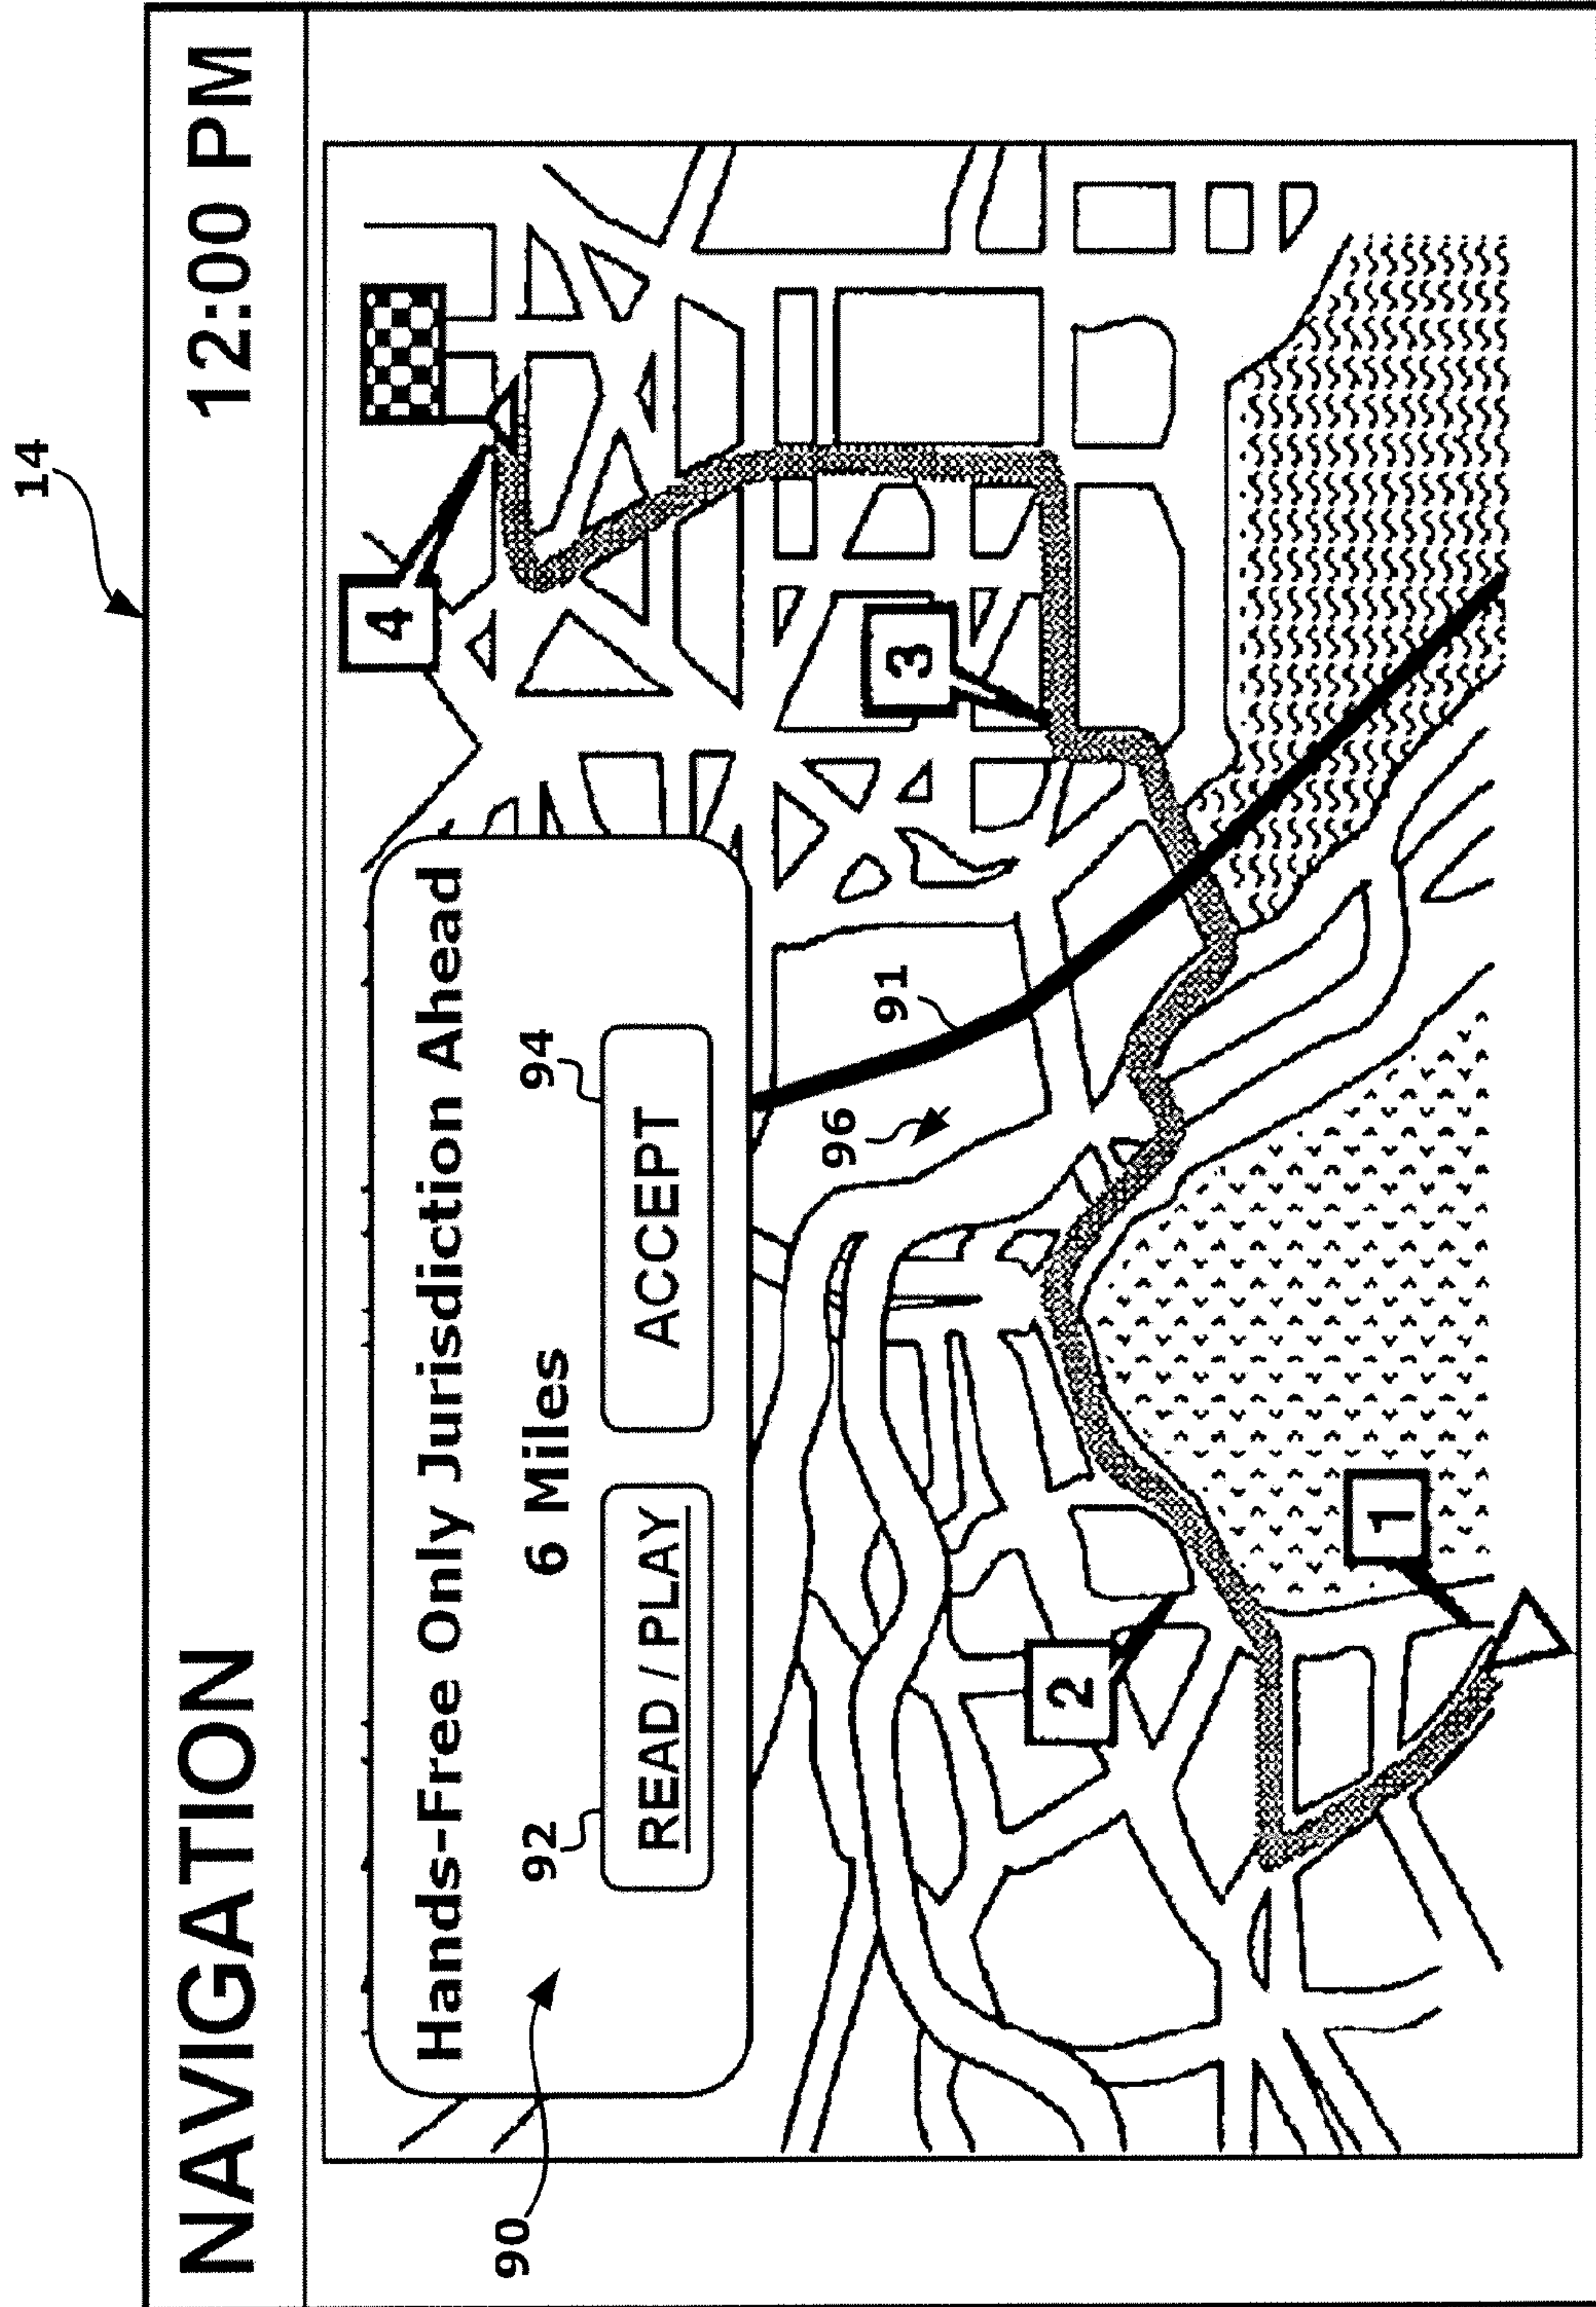 14
NAVIGATION 12:00 PM
Hands-Free Only Jurisdiction Ahead
6 Miles
90
92
94
READ / PLAY
ACCEPT
91
96
4
3
2
1